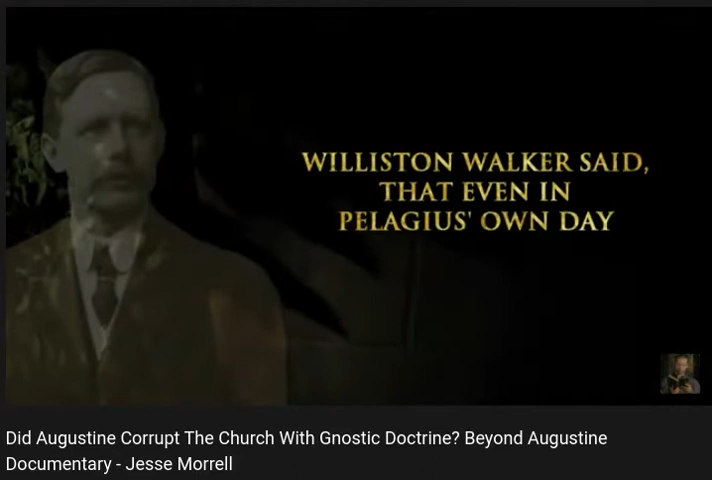 WILLISTON WALKER SAID,
THAT EVEN IN
PELAGIUS' OWN DAY
Did Augustine Corrupt The Church With Gnostic Doctrine? Beyond Augustine
Documentary - Jesse Morrell